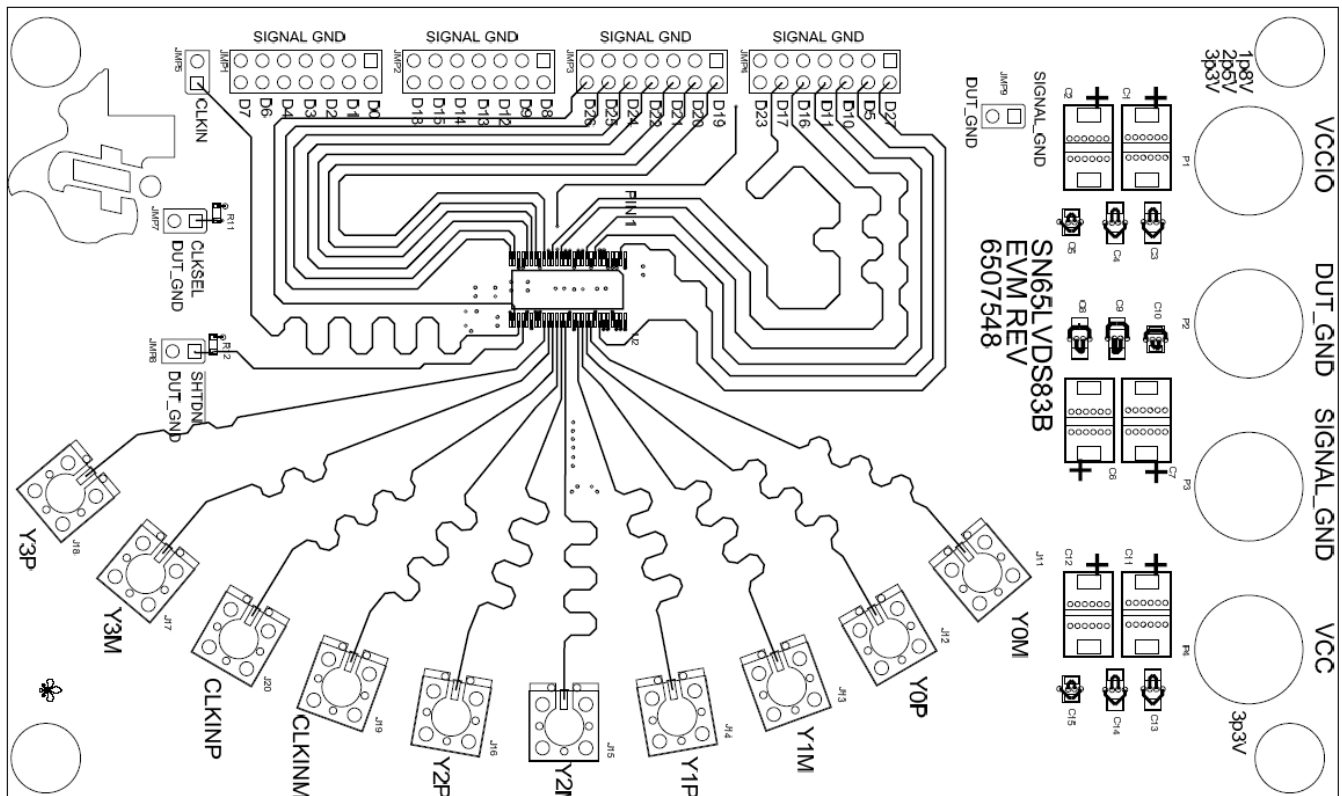 SIGNAL GND
SIGNAL GND
SIGNAL GND
SIGNAL GND
JMP5
CLKIN
JMP1
D7
D6
D4
D3
D2
D1
D0
JMP2
D18
D15
D14
D13
D12
D9
D8
JMP3
D26
D25
D24
D22
D21
D20
D19
JMP6
D23
D17
D16
D11
D10
D5
D27
JMP9
SIGNAL_GND
DUT_GND
1p8V
2p5V
3p3V
VCCIO
DUT_GND
SIGNAL_GND
VCC
3p3V
P1
P2
P3
C2
C1
C5
C4
C3
C8
C9
C10
C6
C7
C12
C11
C15
C14
C13
SN65LVDS83B
EVM REV
6507548
PIN1
JMP7
R11
CLKSEL
DUT_GND
JMP8
R12
SHTDN
DUT_GND
J18
Y3P
J17
Y3M
J20
CLKINP
J19
CLKINM
J16
Y2P
J15
Y2M
J14
Y1P
J13
Y1M
J12
Y0P
J11
Y0M